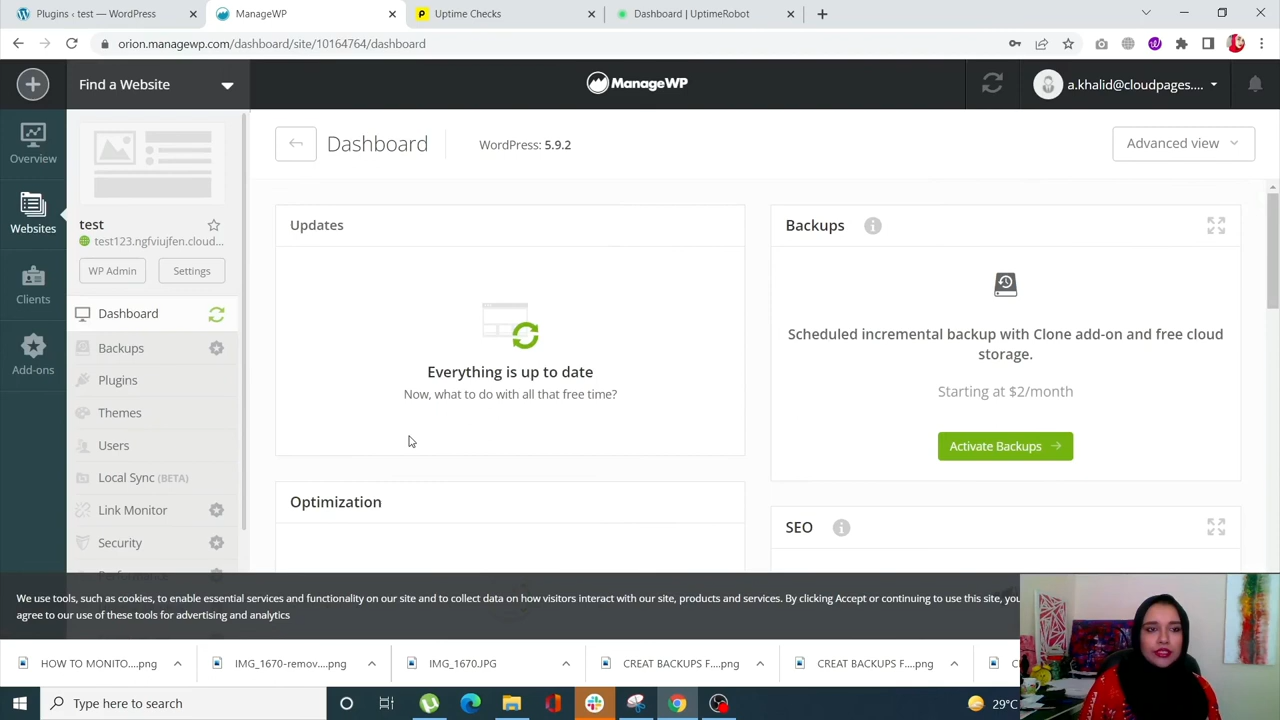 Plugins ‹ test — WordPress
ManageWP
Uptime Checks
Dashboard | UptimeRobot
orion.managewp.com/dashboard/site/10164764/dashboard
Find a Website
ManageWP
a.khalid@cloudpages....
Overview
Websites
Clients
Add-ons
test
test123.ngfviujfen.cloud...
WP Admin
Settings
Dashboard
Backups
Plugins
Themes
Users
Local Sync (BETA)
Link Monitor
Security
Performance
Dashboard
WordPress: 5.9.2
Advanced view
Updates
Everything is up to date
Now, what to do with all that free time?
Optimization
Backups
Scheduled incremental backup with Clone add-on and free cloud
storage.
Starting at $2/month
Activate Backups
SEO
We use tools, such as cookies, to enable essential services and functionality on our site and to collect data on how visitors interact with our site, products and services. By clicking Accept or continuing to use this site, you
agree to our use of these tools for advertising and analytics
HOW TO MONITO....png
IMG_1670-remov....png
IMG_1670.JPG
CREAT BACKUPS F....png
CREAT BACKUPS F....png
Type here to search
29°C